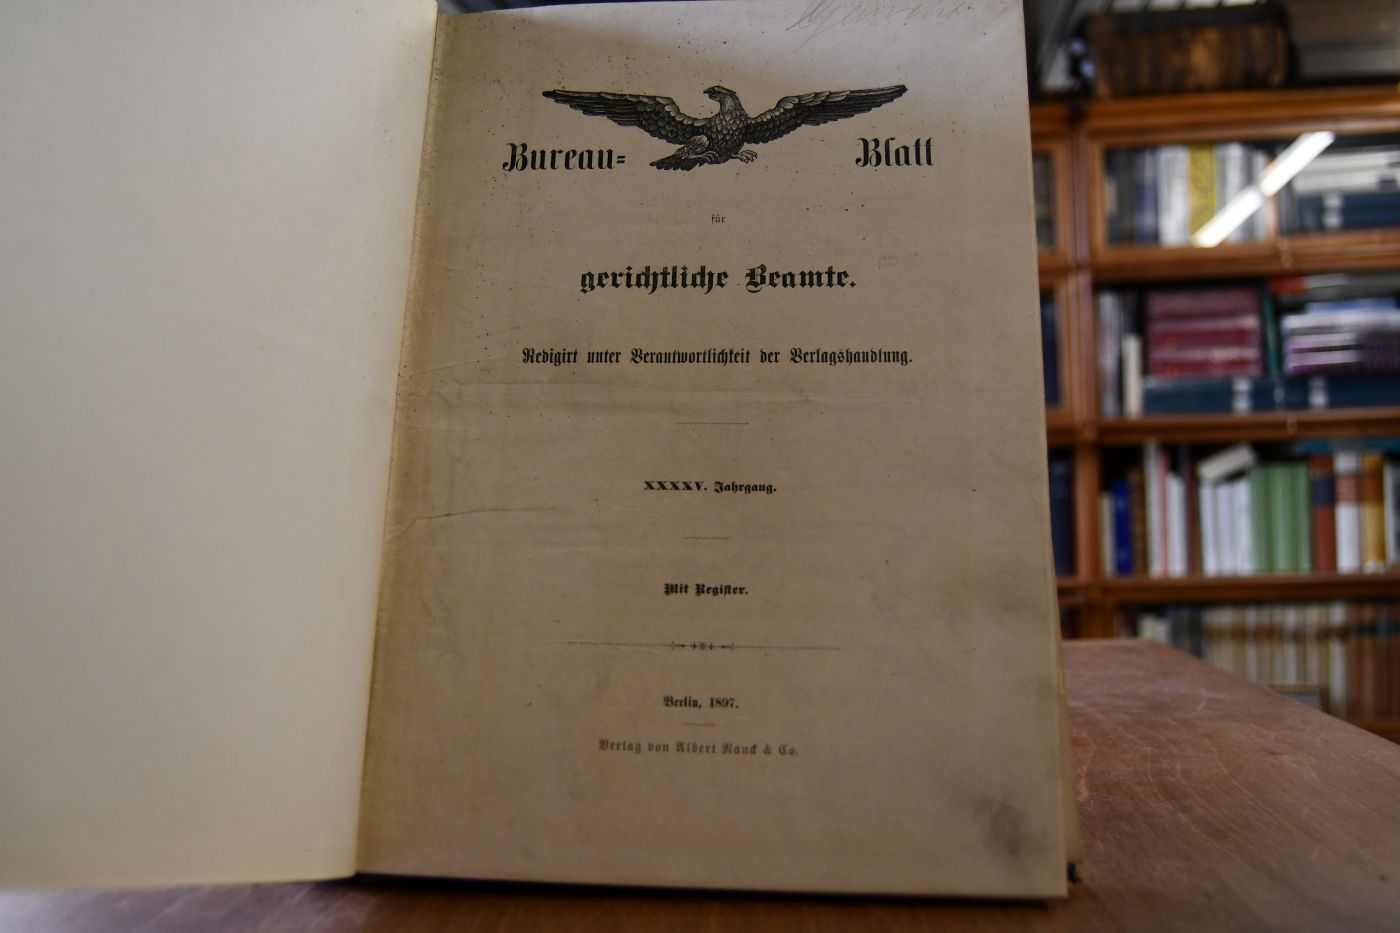 Bureau=Blatt
für
gerichtliche Beamte.
Redigirt unter Verantwortlichkeit der Verlagshandlung.
XXXXV. Jahrgang.
Mit Register.
Berlin, 1897.
Verlag von Albert Nauck & Co.